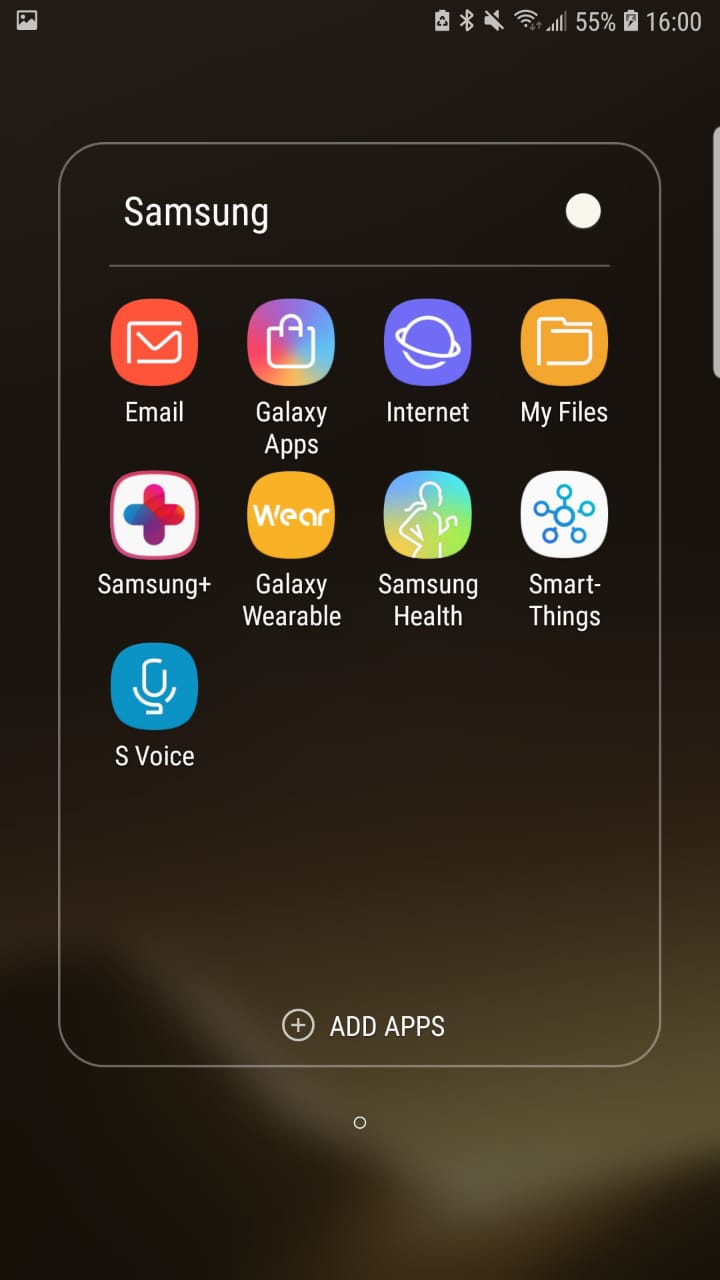 55% 16:00
Samsung
Email
Galaxy
Apps
Internet
My Files
Samsung+
Wear
Galaxy
Wearable
Samsung
Health
Smart-
Things
S Voice
ADD APPS